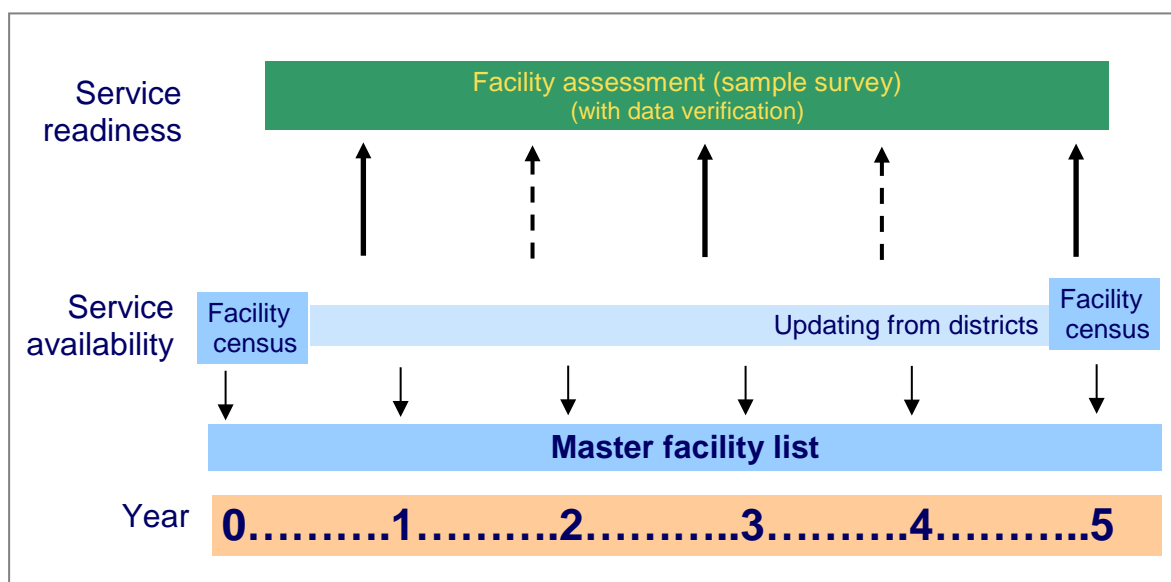 Service
readiness
Facility assessment (sample survey)
(with data verification)
Service
availability
Facility
census
Updating from districts
Facility
census
Master facility list
Year
0……….1………..2………..3………..4………..5